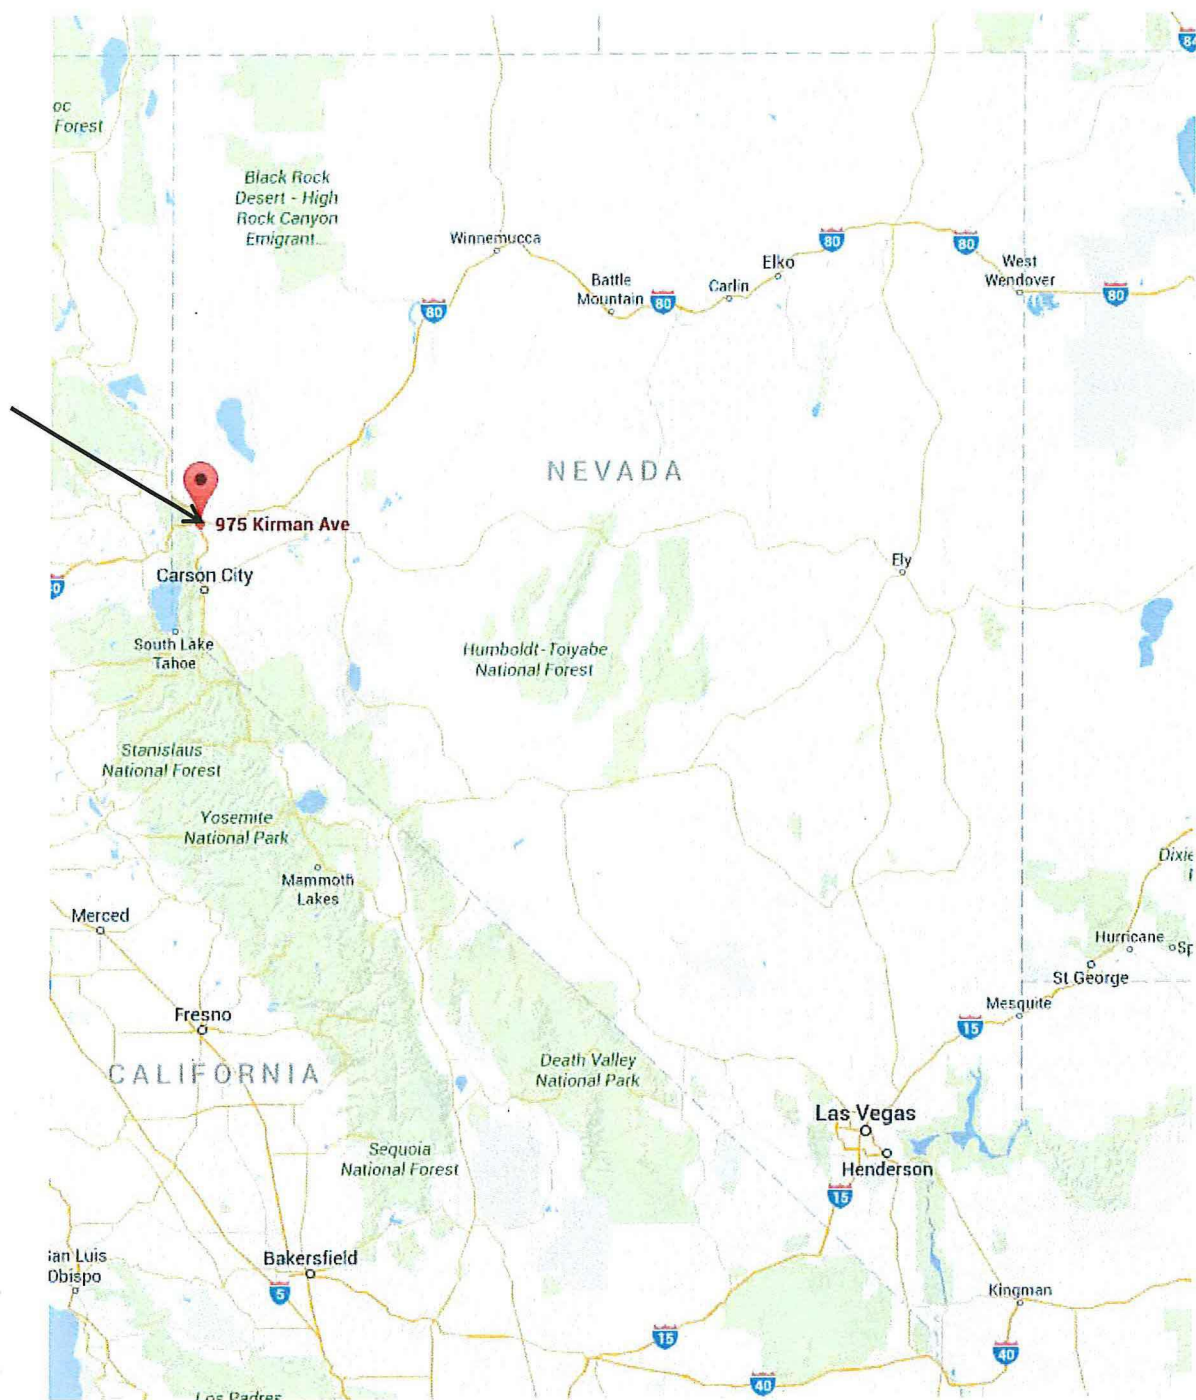 84
oc
Forest
Black Rock
Desert - High
Rock Canyon
Emigrant...
Winnemucca
80
80
Elko
West
Wendover
Battle
Mountain
80
Carlin
80
80
NEVADA
975 Kirman Ave
Ely
Carson City
0
South Lake
Tahoe
Humboldt-Toiyabe
National Forest
Stanislaus
National Forest
Yosemite
National Park
Mammoth
Lakes
Dixie
Merced
Hurricane
Sp
St George
Mesquite
Fresno
15
Death Valley
National Park
CALIFORNIA
Las Vegas
Sequoia
National Forest
Henderson
15
San Luis
Obispo
Bakersfield
5
Kingman
15
40
40
Los Padres